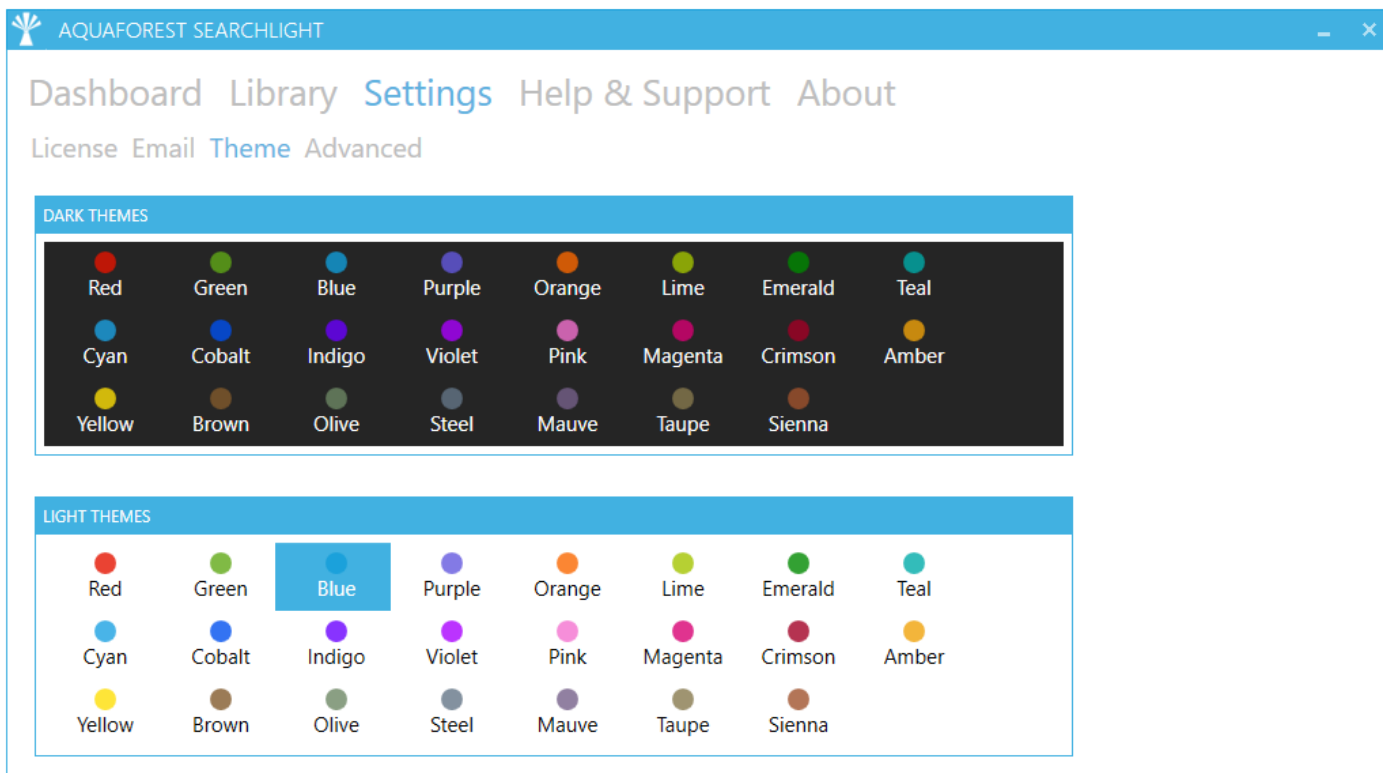 AQUAFOREST SEARCHLIGHT
Dashboard Library Settings Help & Support About
License Email Theme Advanced
DARK THEMES
Red Green Blue Purple Orange Lime Emerald Teal
Cyan Cobalt Indigo Violet Pink Magenta Crimson Amber
Yellow Brown Olive Steel Mauve Taupe Sienna
LIGHT THEMES
Red Green Blue Purple Orange Lime Emerald Teal
Cyan Cobalt Indigo Violet Pink Magenta Crimson Amber
Yellow Brown Olive Steel Mauve Taupe Sienna